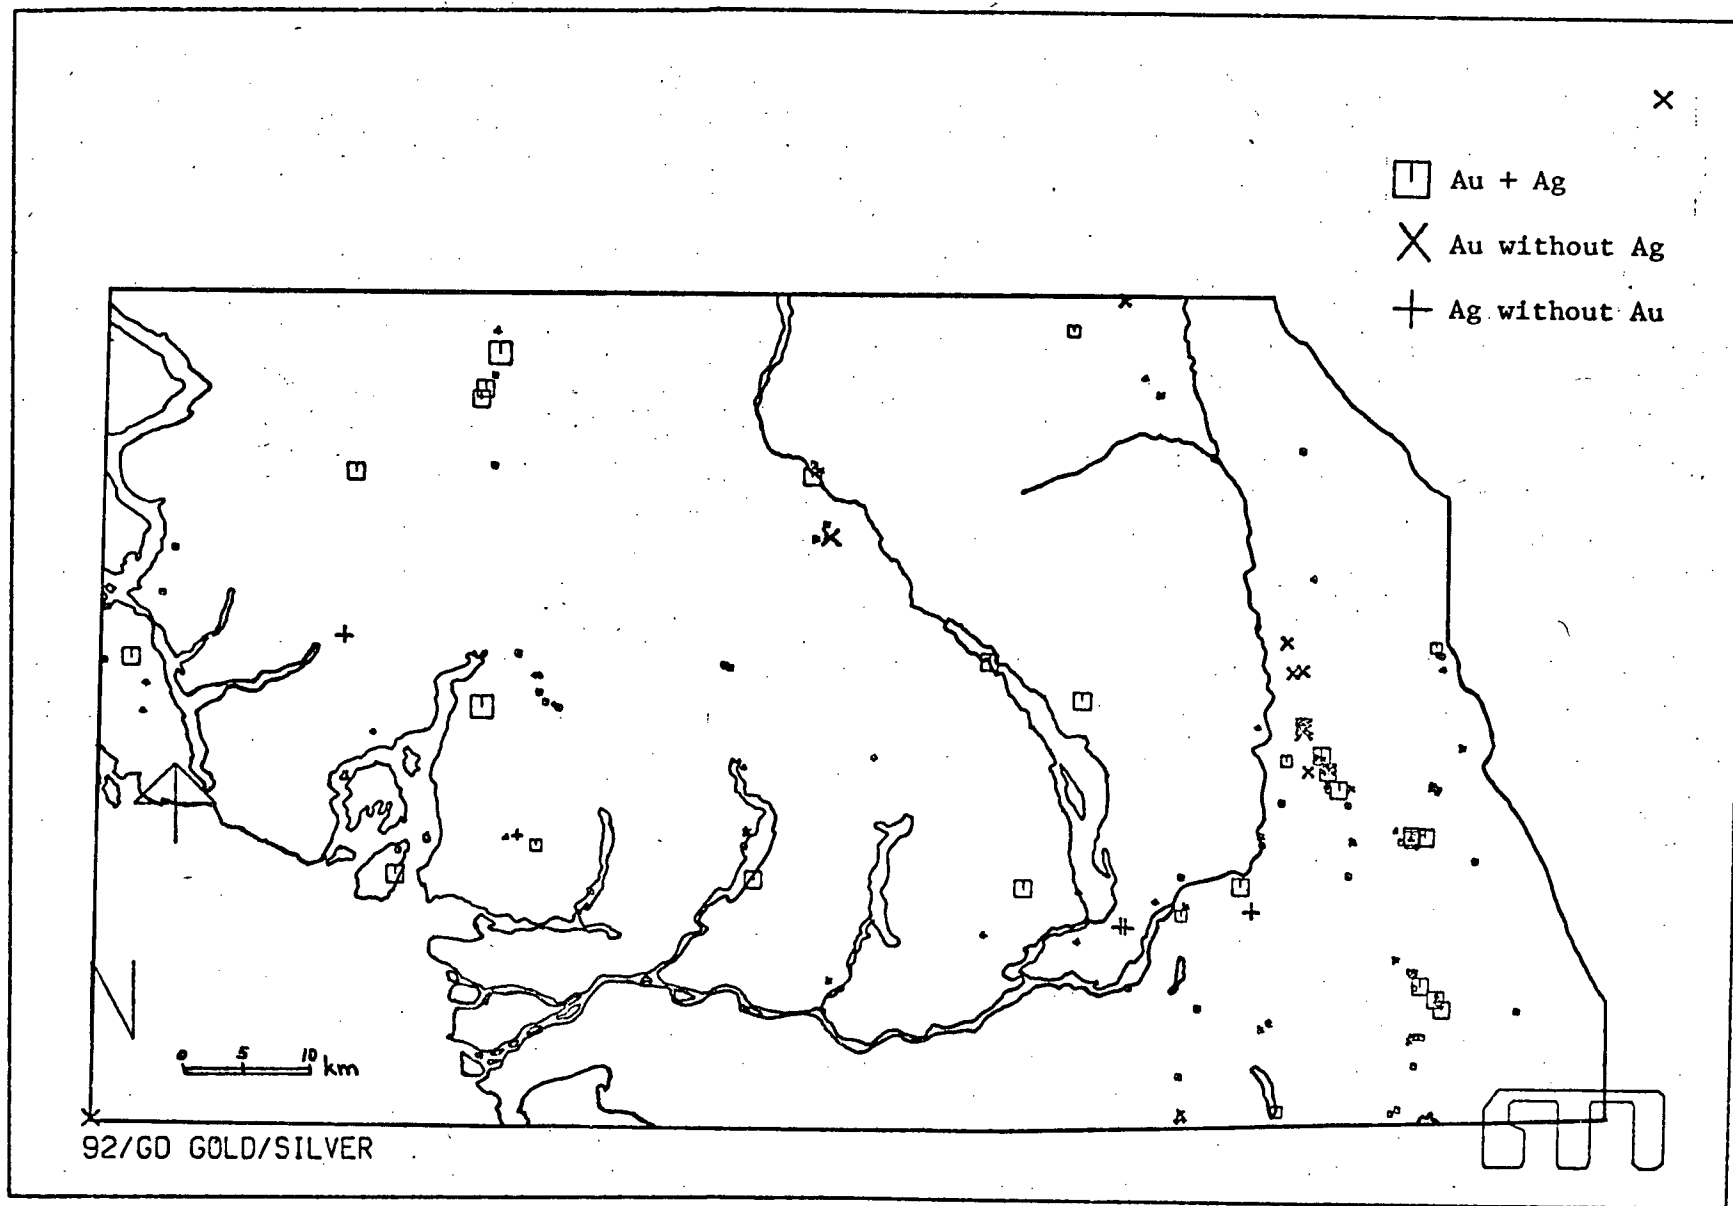 Au + Ag
Au without Ag
Ag without Au
0 5 10 km
92/GD GOLD/SILVER